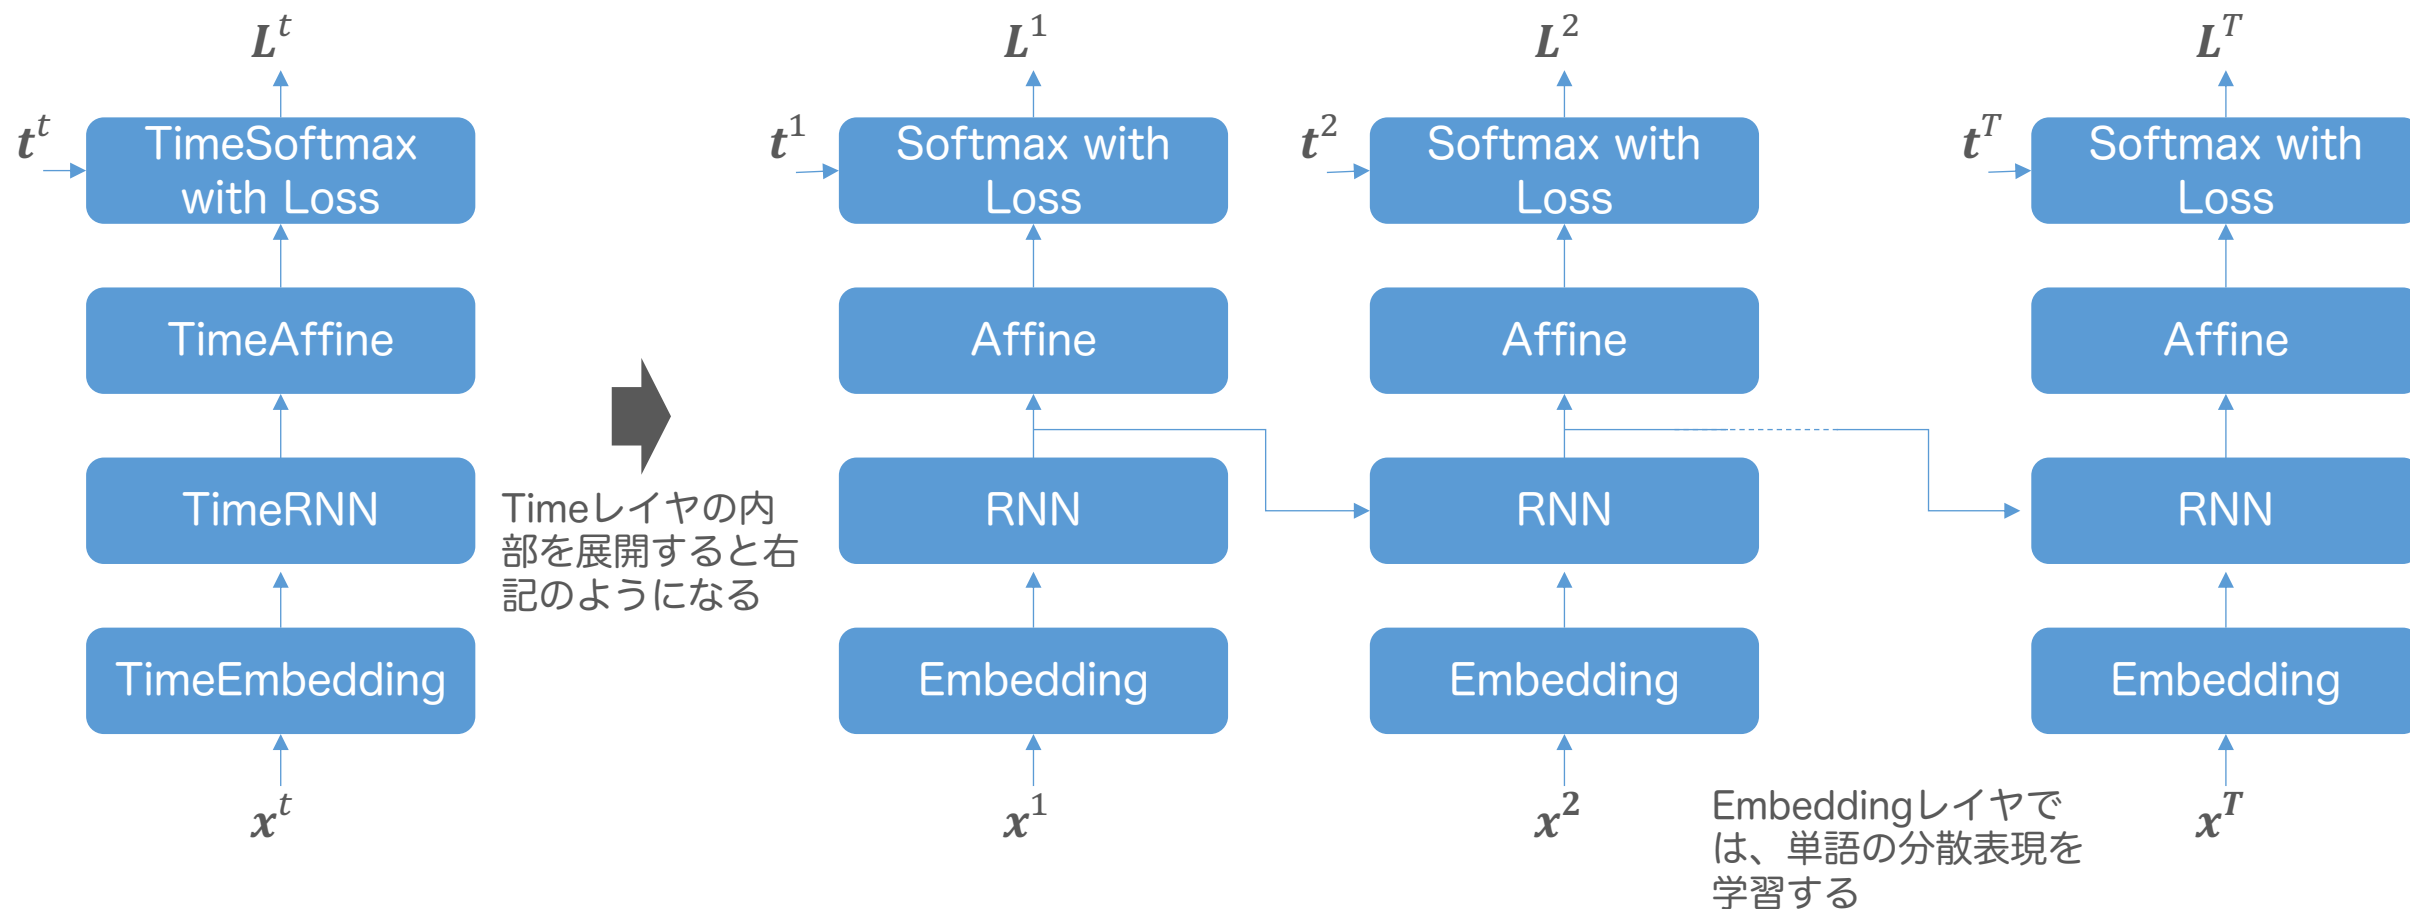 L^t
L^1
L^2
L^T
t^t
TimeSoftmax
with Loss
t^1
Softmax with
Loss
t^2
Softmax with
Loss
t^T
Softmax with
Loss
TimeAffine
Affine
Affine
Affine
TimeRNN
Timeレイヤの内
部を展開すると右
記のようになる
RNN
RNN
RNN
TimeEmbedding
Embedding
Embedding
Embedding
x^t
x^1
x^2
Embeddingレイヤで
は、単語の分散表現を
学習する
x^T